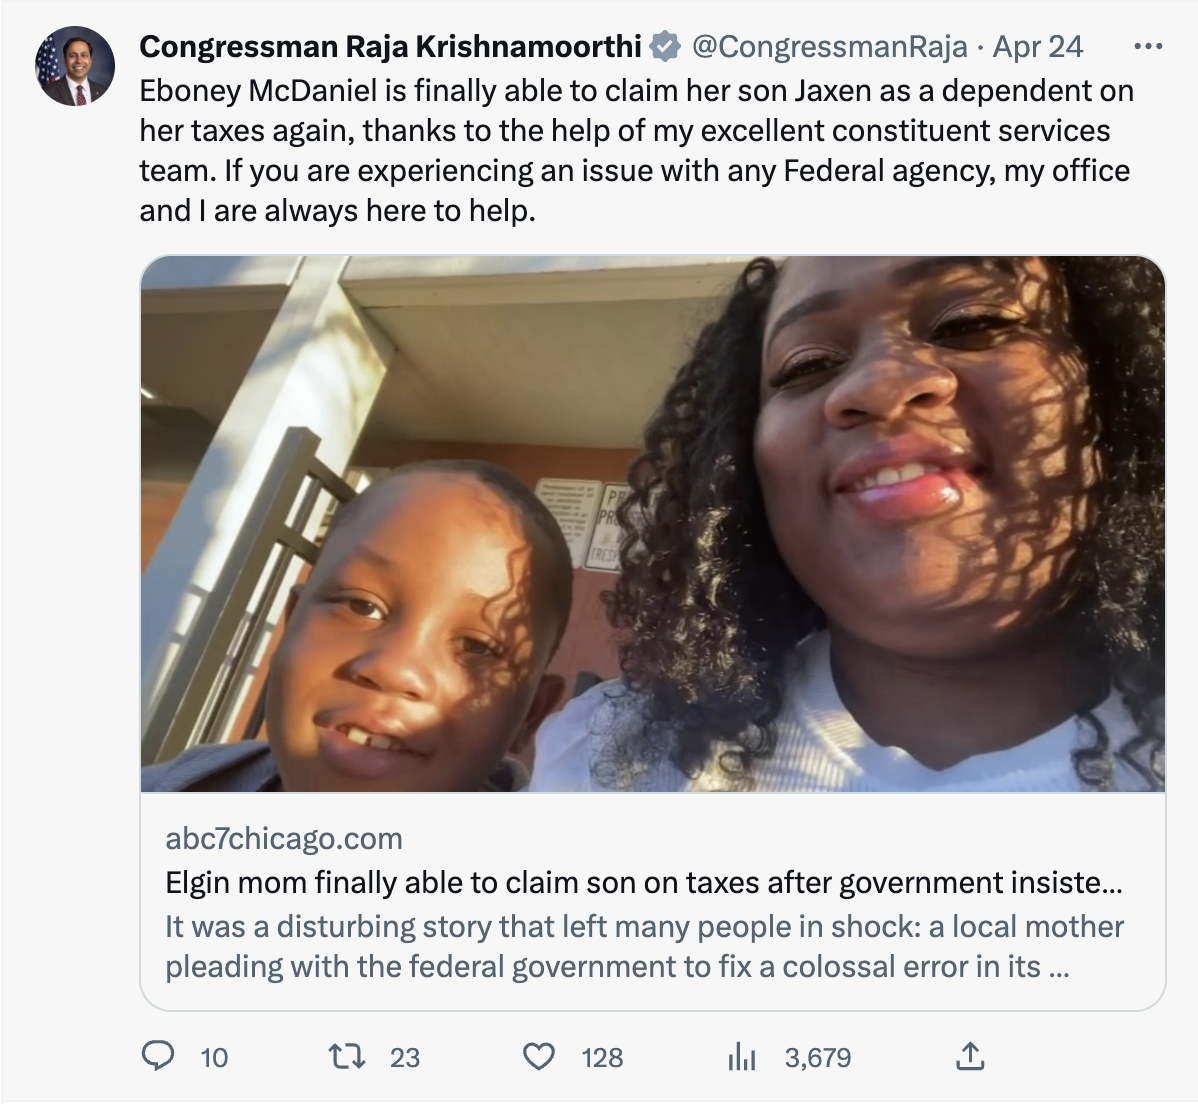 Congressman Raja Krishnamoorthi @CongressmanRaja · Apr 24 ···
Eboney McDaniel is finally able to claim her son Jaxen as a dependent on
her taxes again, thanks to the help of my excellent constituent services
team. If you are experiencing an issue with any Federal agency, my office
and I are always here to help.
PR
PR
TRESP
abc7chicago.com
Elgin mom finally able to claim son on taxes after government insiste...
It was a disturbing story that left many people in shock: a local mother
pleading with the federal government to fix a colossal error in its ...
10 23 128 3,679